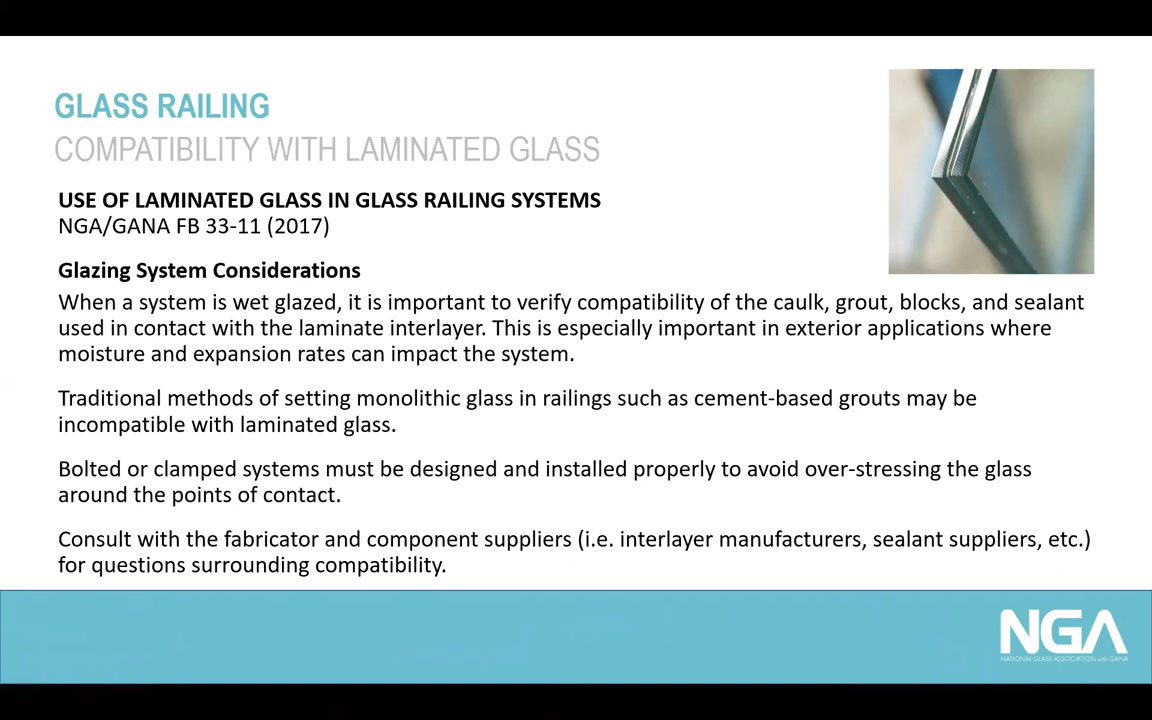 GLASS RAILING
COMPATIBILITY WITH LAMINATED GLASS
USE OF LAMINATED GLASS IN GLASS RAILING SYSTEMS
NGA/GANA FB 33-11 (2017)
Glazing System Considerations
When a system is wet glazed, it is important to verify compatibility of the caulk, grout, blocks, and sealant
used in contact with the laminate interlayer. This is especially important in exterior applications where
moisture and expansion rates can impact the system.
Traditional methods of setting monolithic glass in railings such as cement-based grouts may be
incompatible with laminated glass.
Bolted or clamped systems must be designed and installed properly to avoid over-stressing the glass
around the points of contact.
Consult with the fabricator and component suppliers (i.e. interlayer manufacturers, sealant suppliers, etc.)
for questions surrounding compatibility.
NGA
NATIONAL GLASS ASSOCIATION with GANA